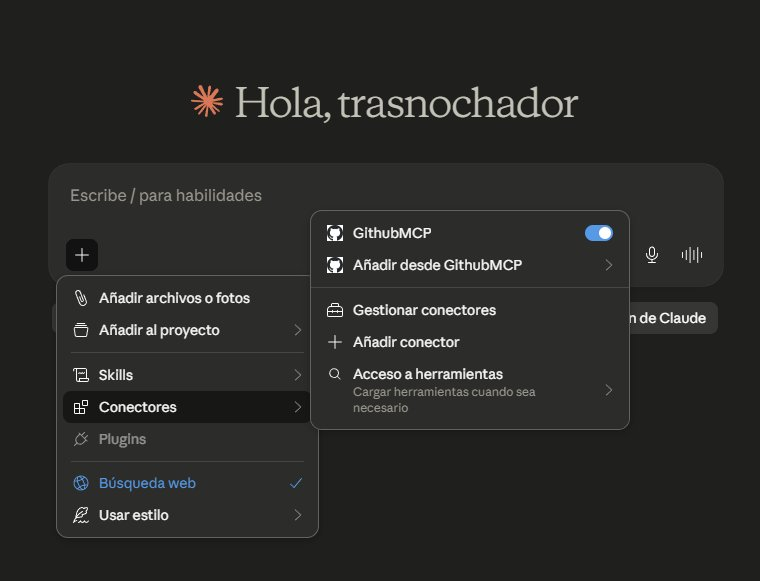 Hola, trasnochador
Escribe / para habilidades
GithubMCP
Añadir desde GithubMCP
Gestionar conectores
Añadir conector
Acceso a herramientas
Cargar herramientas cuando sea
necesario
n de Claude
Añadir archivos o fotos
Añadir al proyecto
Skills
Conectores
Plugins
Búsqueda web
Usar estilo